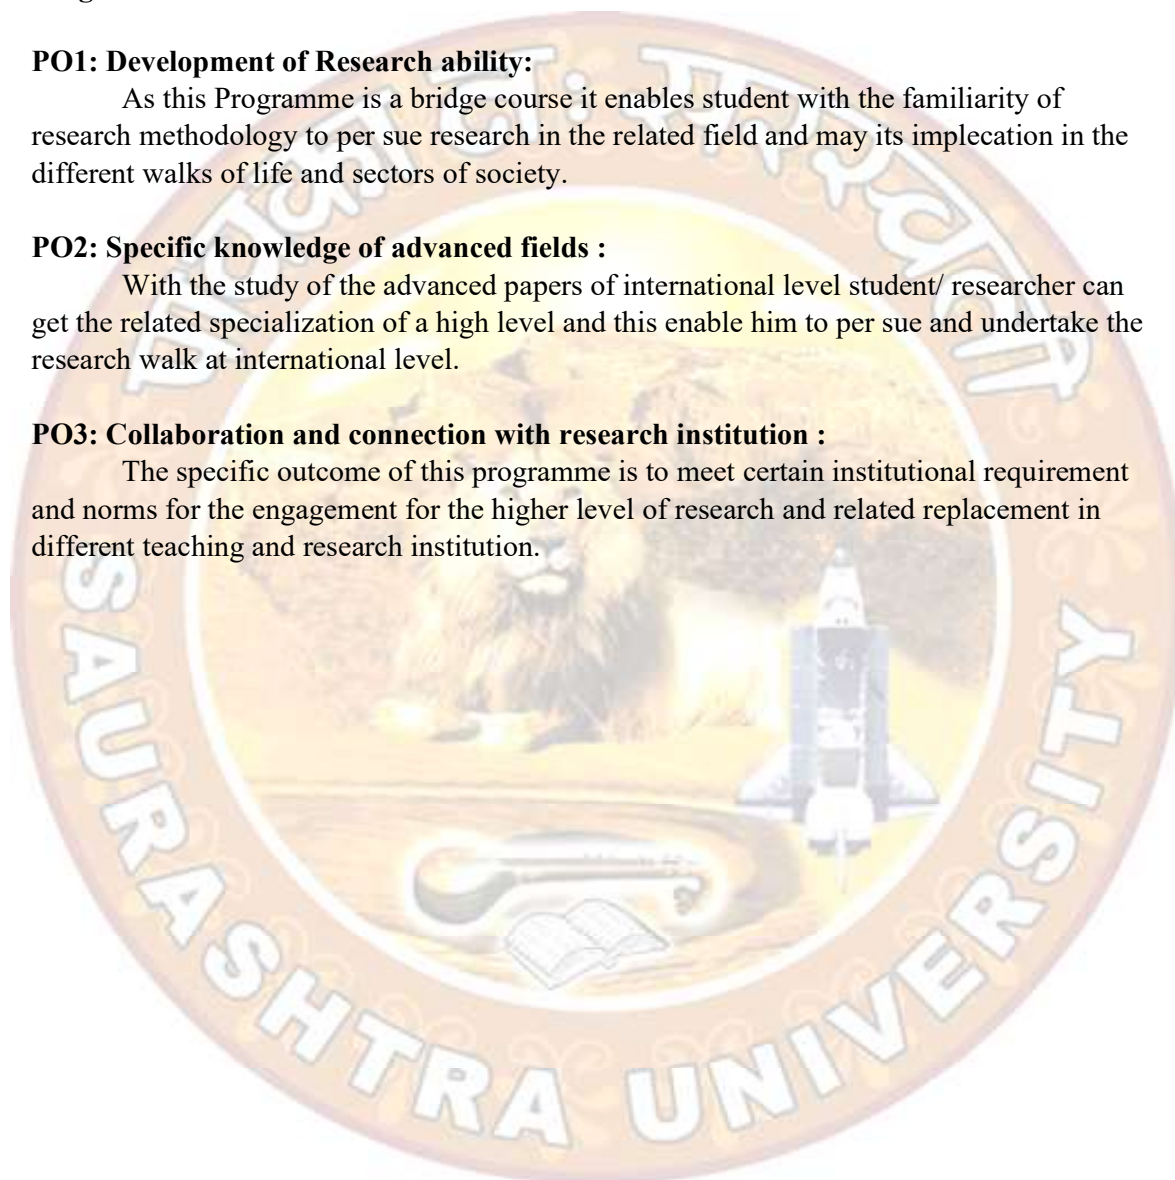 PO1: Development of Research ability:
As this Programme is a bridge course it enables student with the familiarity of
research methodology to per sue research in the related field and may its implecation in the
different walks of life and sectors of society.
PO2: Specific knowledge of advanced fields :
With the study of the advanced papers of international level student/ researcher can
get the related specialization of a high level and this enable him to per sue and undertake the
research walk at international level.
PO3: Collaboration and connection with research institution :
The specific outcome of this programme is to meet certain institutional requirement
and norms for the engagement for the higher level of research and related replacement in
different teaching and research institution.
पावका न: सरस्वती
SAURASHTRA UNIVERSITY